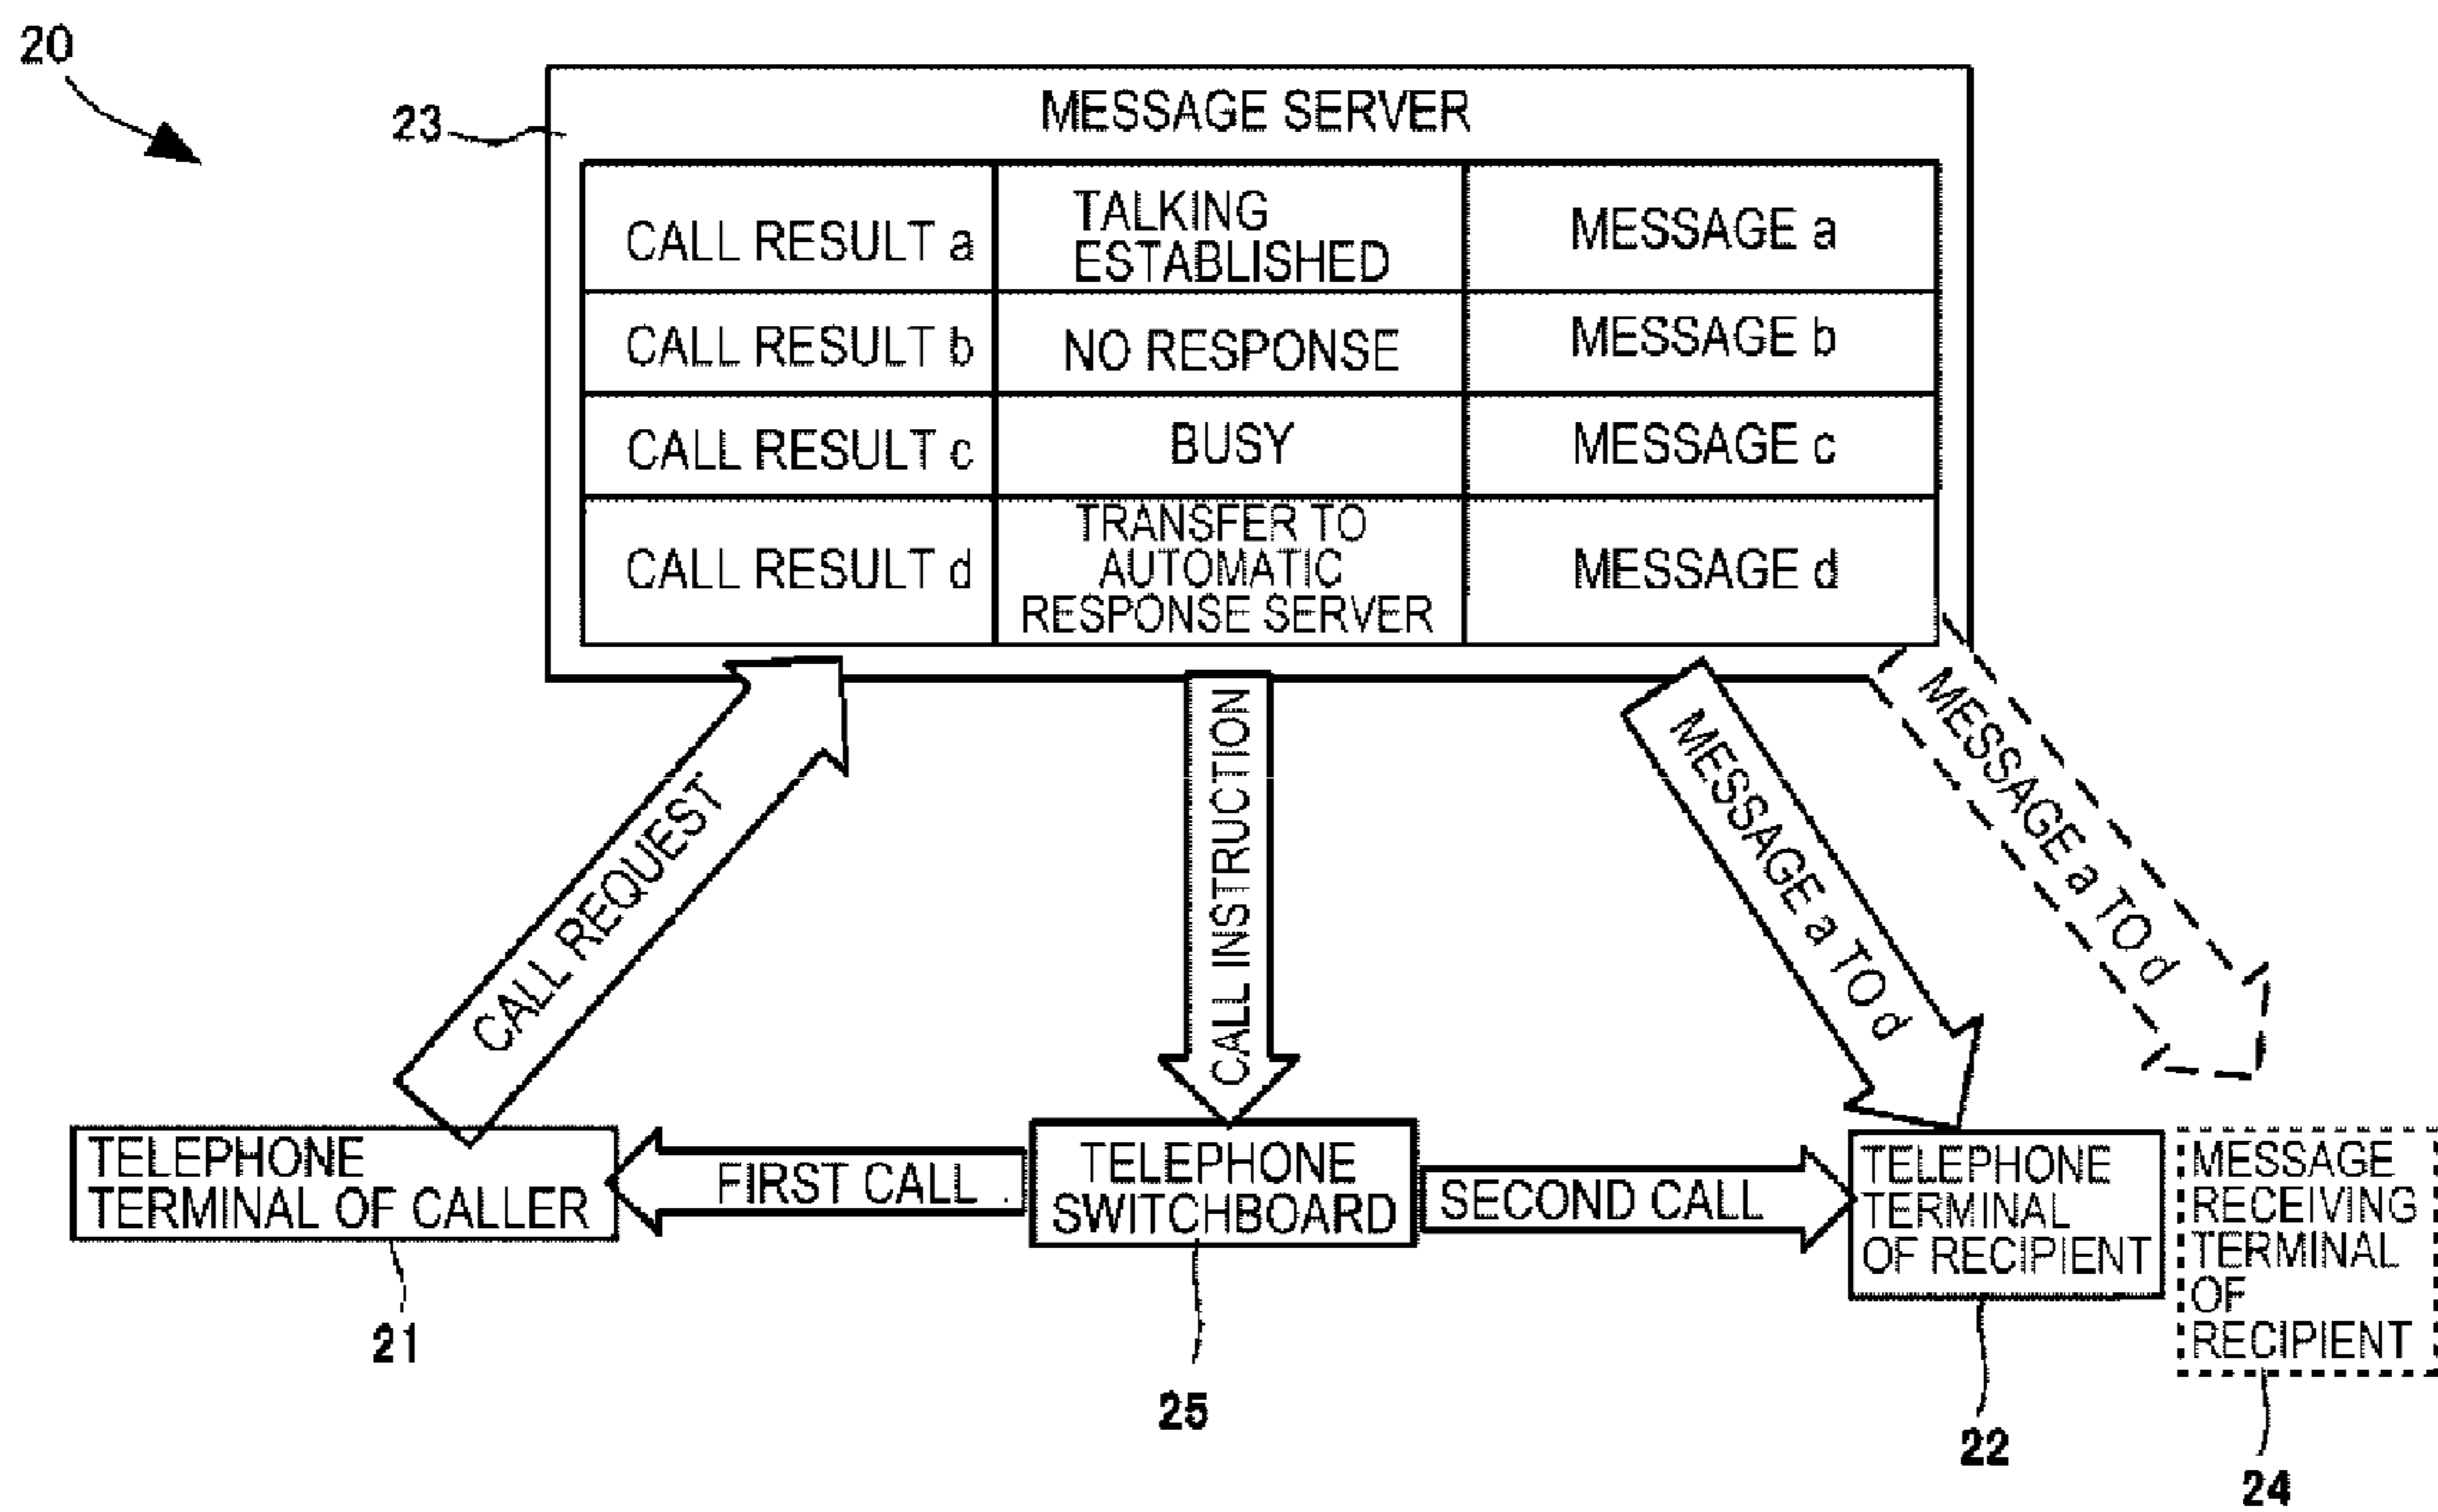 20
23
MESSAGE SERVER
CALL RESULT a
TALKING
ESTABLISHED
MESSAGE a
CALL RESULT b
NO RESPONSE
MESSAGE b
CALL RESULT c
BUSY
MESSAGE c
CALL RESULT d
TRANSFER TO
AUTOMATIC
RESPONSE SERVER
MESSAGE d
CALL REQUEST
CALL INSTRUCTION
MESSAGE a TO d
MESSAGE a TO d
TELEPHONE
TERMINAL OF CALLER
FIRST CALL
TELEPHONE
SWITCHBOARD
SECOND CALL
TELEPHONE
TERMINAL
OF RECIPIENT
MESSAGE
RECEIVING
TERMINAL
OF
RECIPIENT
21
25
22
24